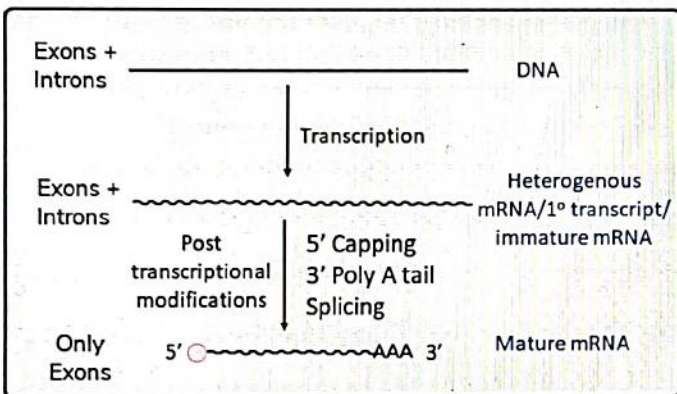 Exons +
Introns
DNA
Transcription
Exons +
Introns
Heterogenous
mRNA/1° transcript/
immature mRNA
Post
transcriptional
modifications
5' Capping
3' Poly A tail
Splicing
Only
Exons
5' AAA 3'
Mature mRNA